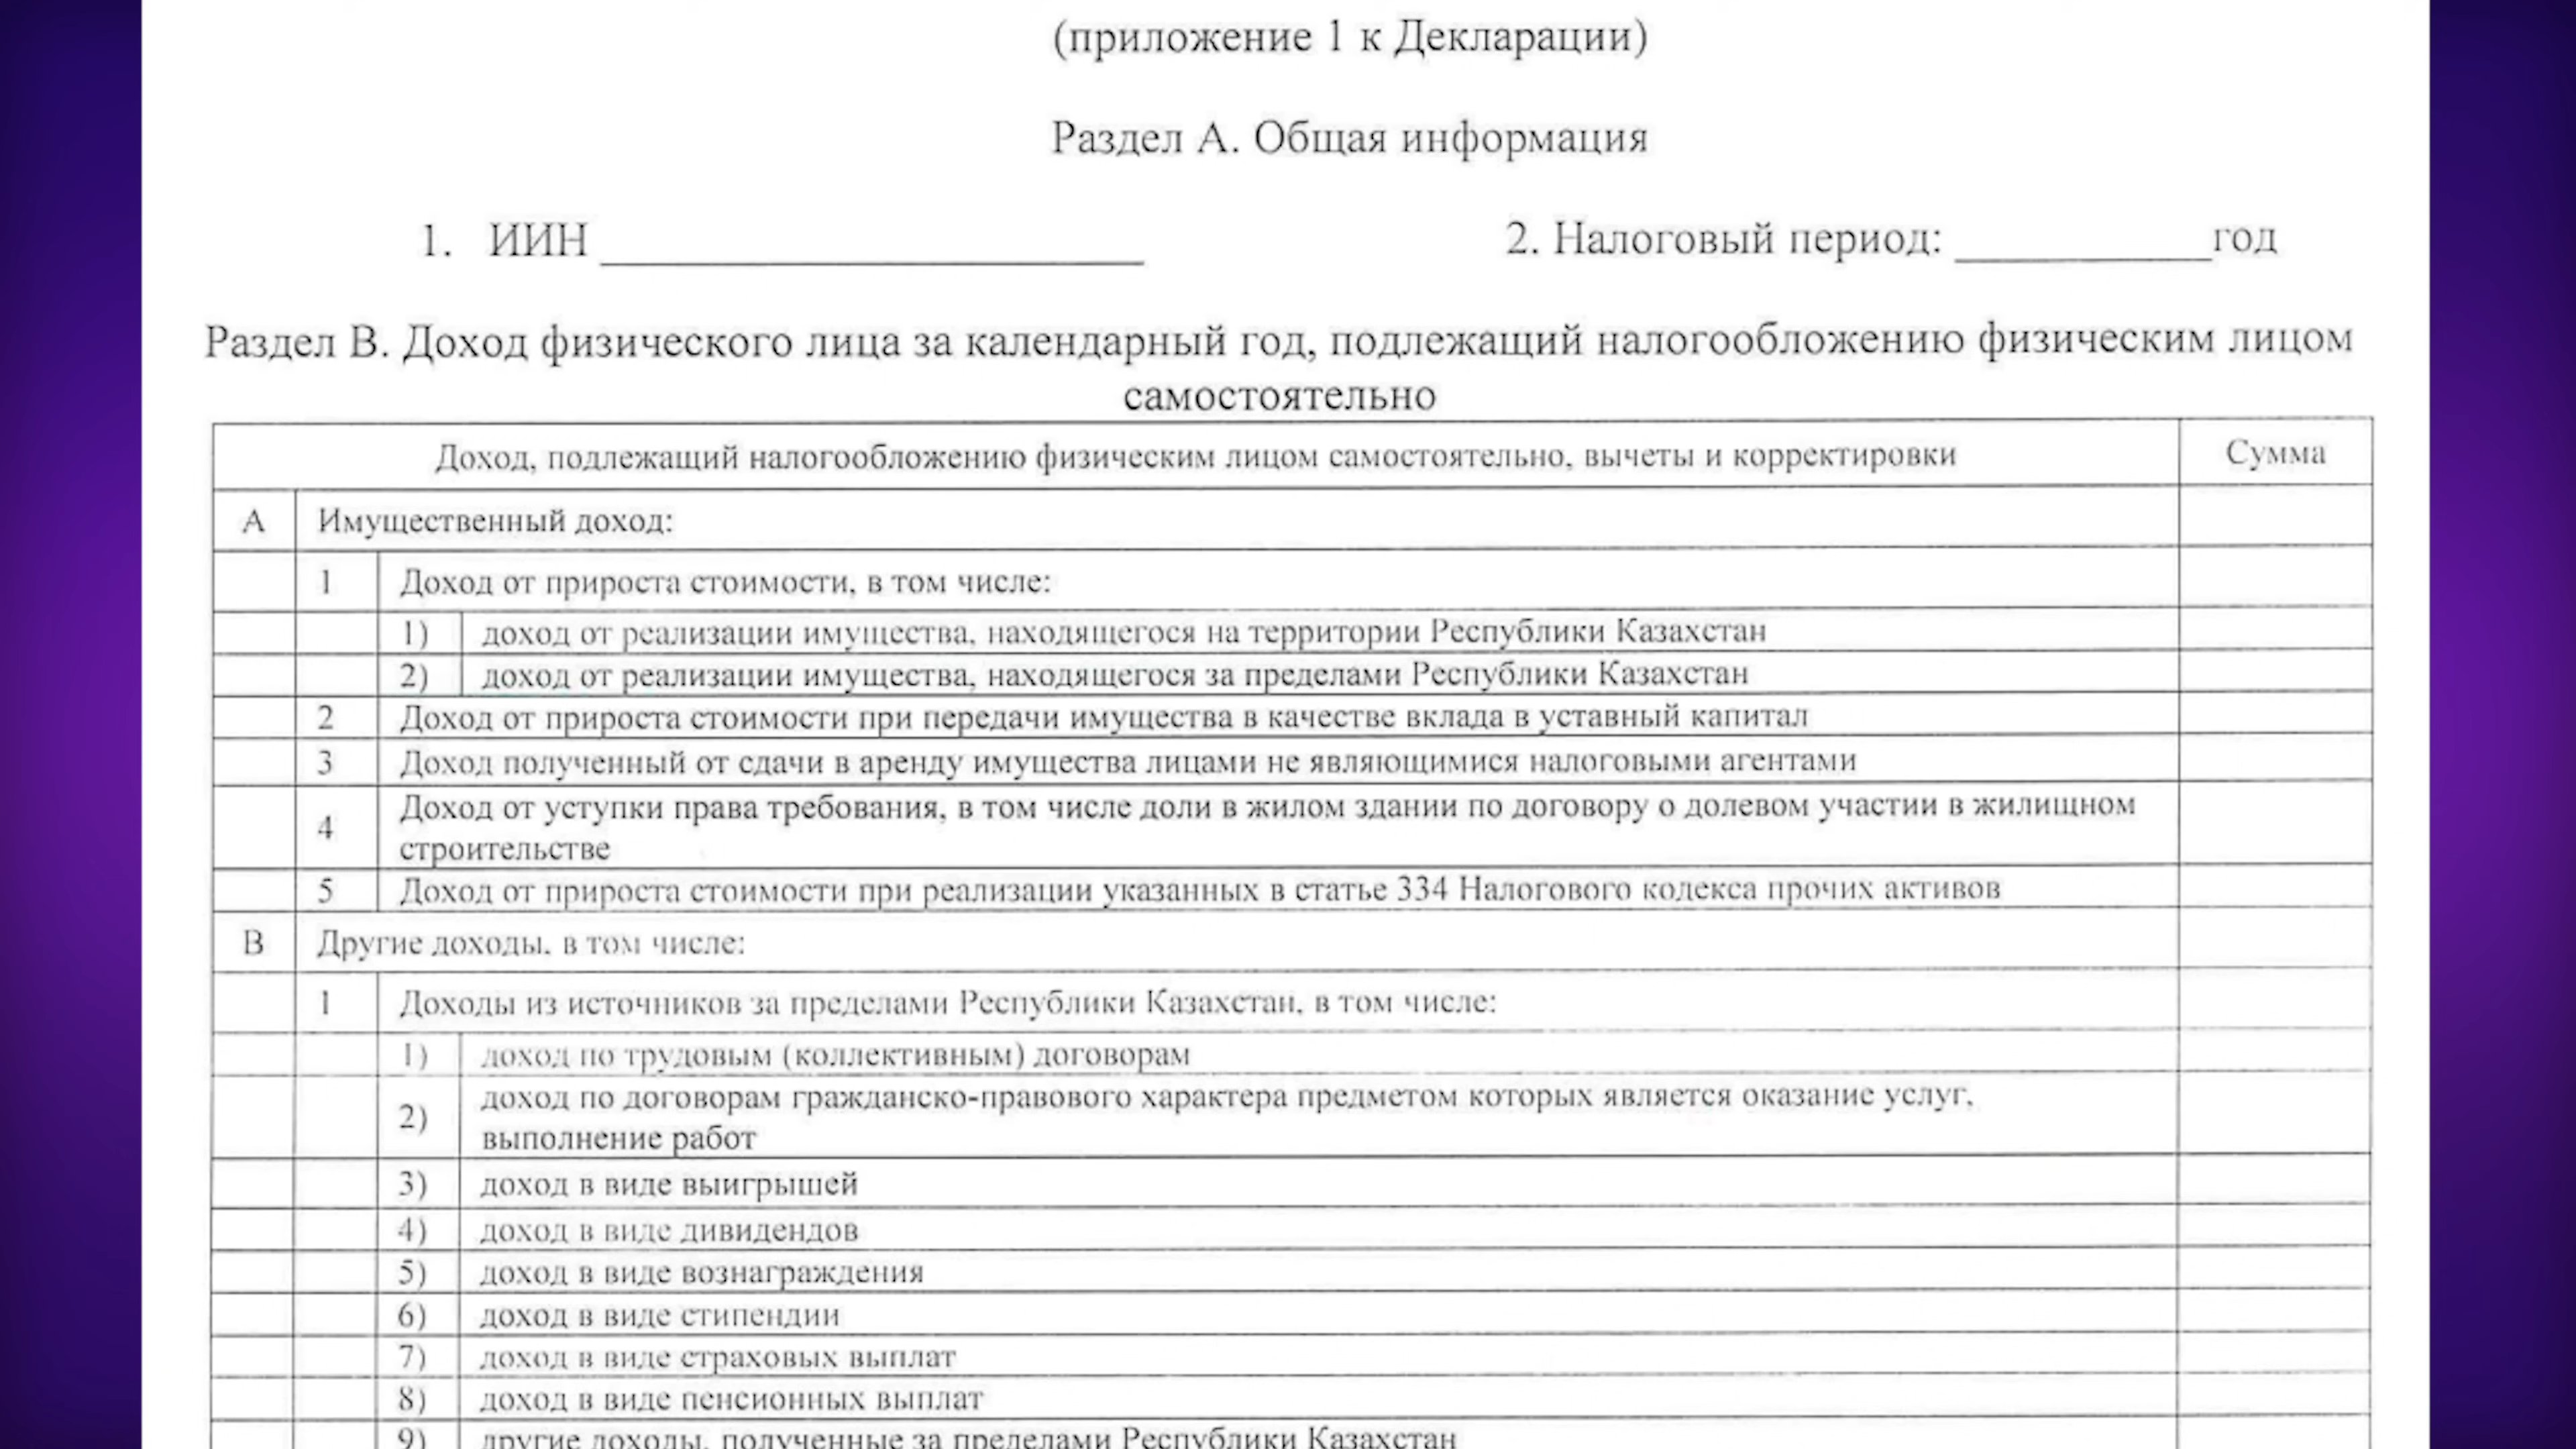 (приложение 1 к Декларации)
Раздел А. Общая информация
1. ИИН ____________ 2. Налоговый период: ____________год
Раздел В. Доход физического лица за календарный год, подлежащий налогообложению физическим лицом
самостоятельно
Доход, подлежащий налогообложению физическим лицом самостоятельно, вычеты и корректировки Сумма
А Имущественный доход:
1 Доход от прироста стоимости, в том числе:
1) доход от реализации имущества, находящегося на территории Республики Казахстан
2) доход от реализации имущества, находящегося за пределами Республики Казахстан
2 Доход от прироста стоимости при передачи имущества в качестве вклада в уставный капитал
3 Доход полученный от сдачи в аренду имущества лицами не являющимися налоговыми агентами
4 Доход от уступки права требования, в том числе доли в жилом здании по договору о долевом участии в жилищном
строительстве
5 Доход от прироста стоимости при реализации указанных в статье 334 Налогового кодекса прочих активов
В Другие доходы, в том числе:
1 Доходы из источников за пределами Республики Казахстан, в том числе:
1) доход по трудовым (коллективным) договорам
2) доход по договорам гражданско-правового характера предметом которых является оказание услуг,
выполнение работ
3) доход в виде выигрышей
4) доход в виде дивидендов
5) доход в виде вознаграждения
6) доход в виде стипендии
7) доход в виде страховых выплат
8) доход в виде пенсионных выплат
9) другие доходы, полученные за пределами Республики Казахстан